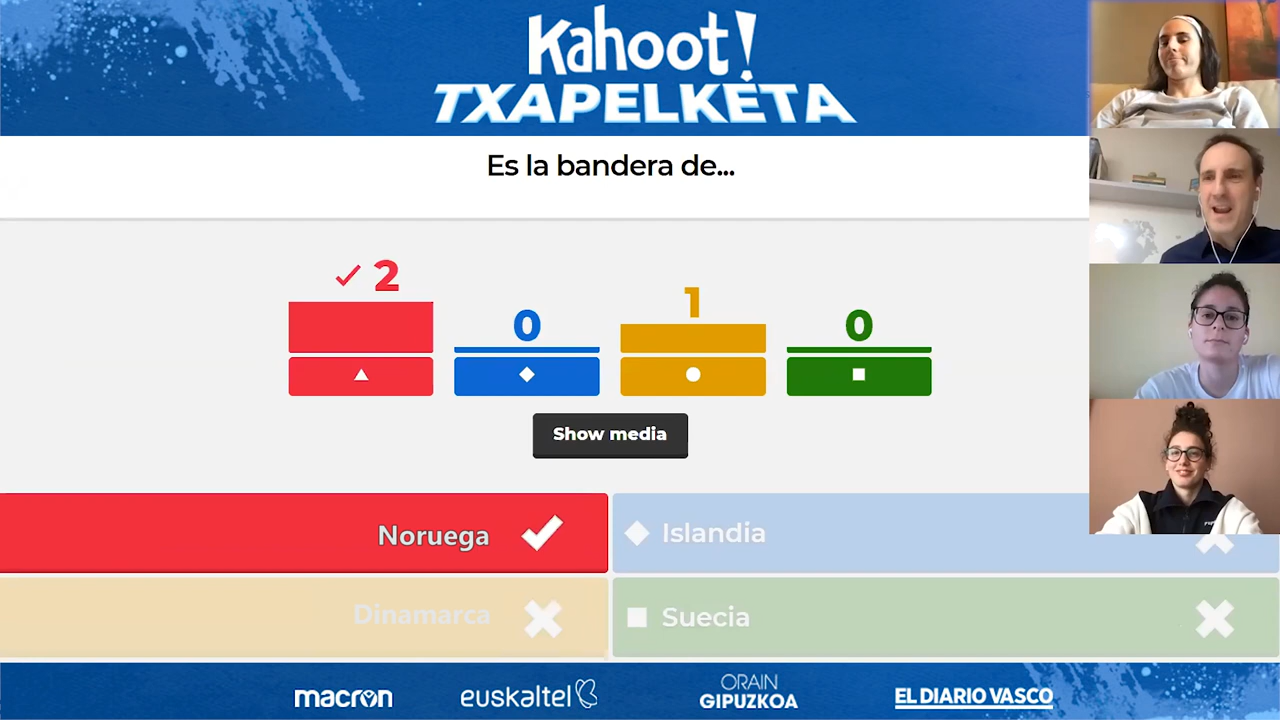 Kahoot!
TXAPELKETA
Es la bandera de...
2
0
1
0
Show media
Noruega
Islandia
Dinamarca
Suecia
macron
euskaltel
ORAIN
GIPUZKOA
EL DIARIO VASCO